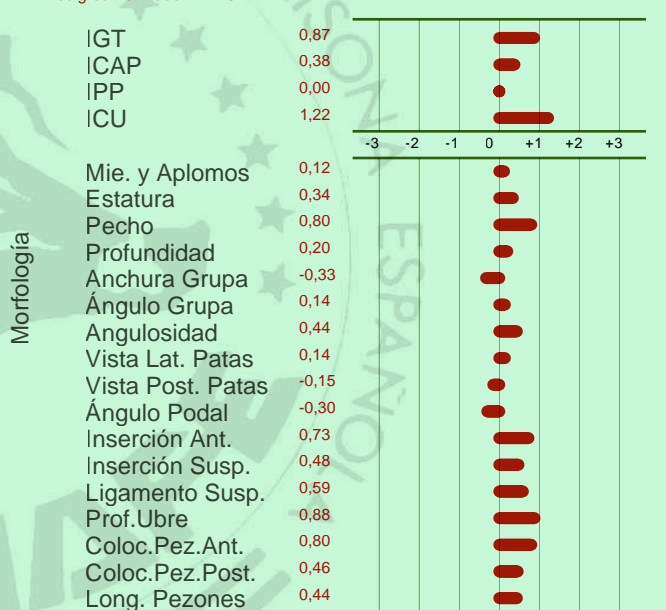 IGT 0,87
ICAP 0,38
IPP 0,00
ICU 1,22
-3 -2 -1 0 +1 +2 +3
Morfología
Mie. y Aplomos 0,12
Estatura 0,34
Pecho 0,80
Profundidad 0,20
Anchura Grupa -0,33
Ángulo Grupa 0,14
Angulosidad 0,44
Vista Lat. Patas 0,14
Vista Post. Patas -0,15
Ángulo Podal -0,30
Inserción Ant. 0,73
Inserción Susp. 0,48
Ligamento Susp. 0,59
Prof.Ubre 0,88
Coloc.Pez.Ant. 0,80
Coloc.Pez.Post. 0,46
Long. Pezones 0,44
ESPAÑOLA